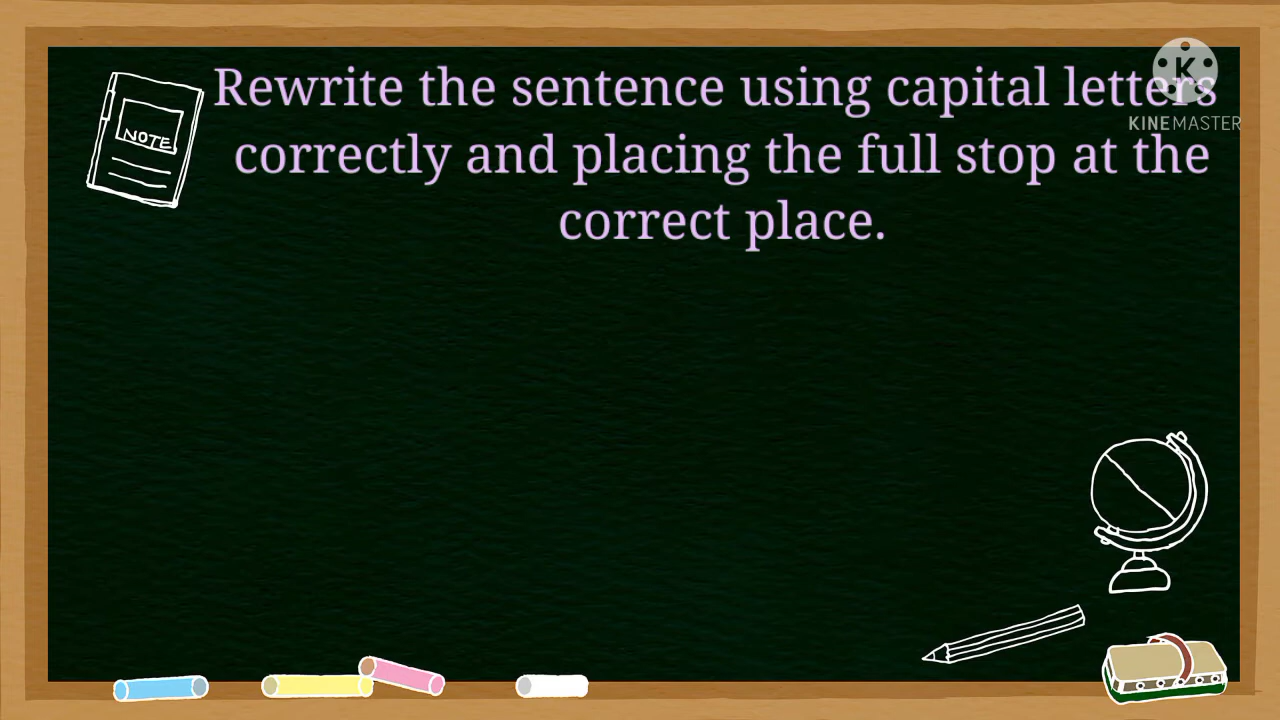 Rewrite the sentence using capital letters
correctly and placing the full stop at the
correct place.
NOTE
K
KINEMASTER